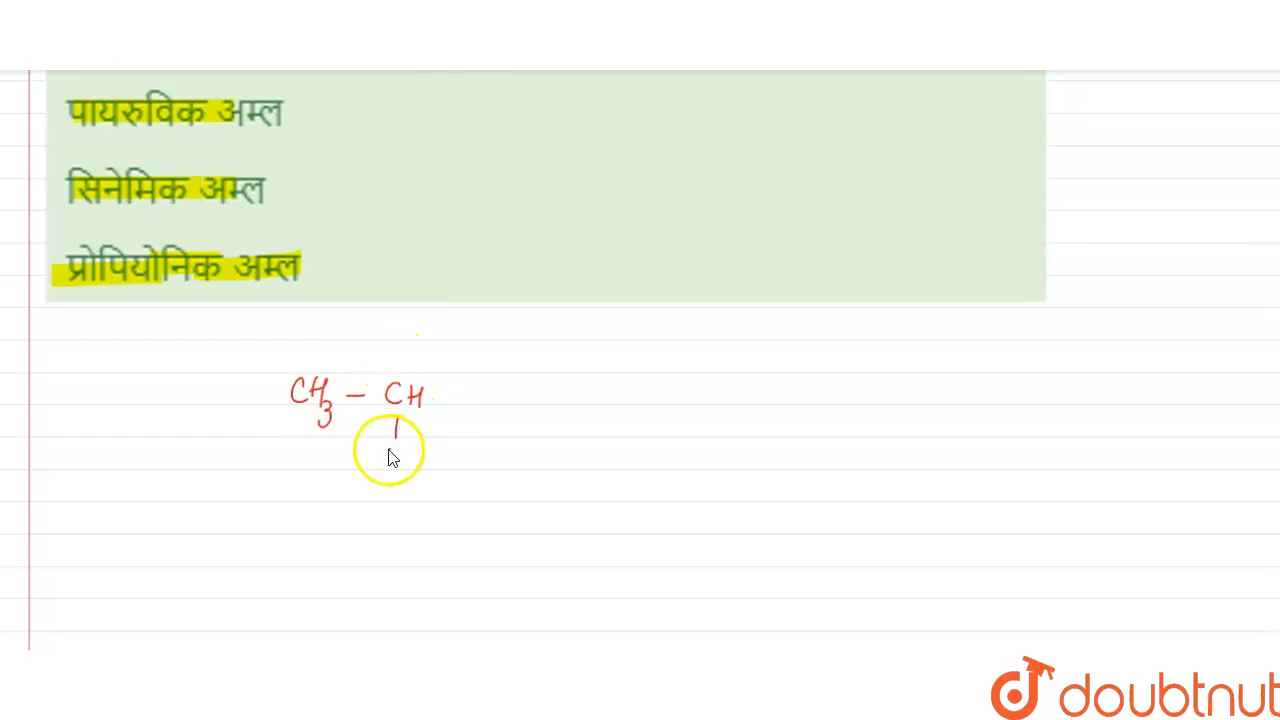 पायरुविक अम्ल
सिनेमिक अम्ल
प्रोपियोनिक अम्ल
CH₃ – CH
|
doubtnut